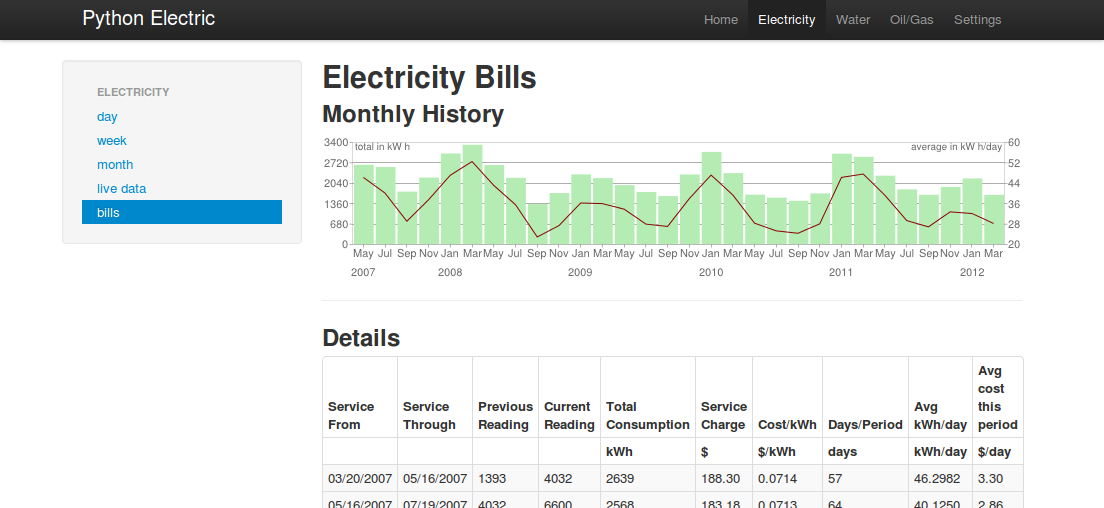 Python Electric
Home Electricity Water Oil/Gas Settings
ELECTRICITY
day
week
month
live data
bills
Electricity Bills
Monthly History
3400 total in kW h average in kW h/day 60
2720 52
2040 44
1360 36
680 28
0 20
May Jul Sep Nov Jan Mar May Jul Sep Nov Jan Mar May Jul Sep Nov Jan Mar May Jul Sep Nov Jan Mar May Jul Sep Nov Jan Mar
2007 2008 2009 2010 2011 2012
Details
Service From Service Through Previous Reading Current Reading Total Consumption Service Charge Cost/kWh Days/Period Avg kWh/day Avg cost this period
kWh $ $/kWh days kWh/day $/day
03/20/2007 05/16/2007 1393 4032 2639 188.30 0.0714 57 46.2982 3.30
05/16/2007 07/19/2007 4032 6600 2568 183.18 0.0713 64 40.1250 2.86